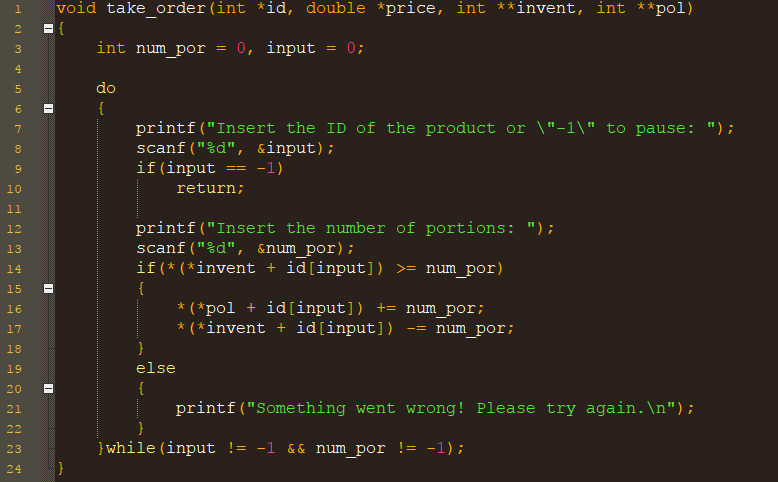 1 void take_order(int *id, double *price, int **invent, int **pol)
2 {
3     int num_por = 0, input = 0;
4
5     do
6     {
7         printf("Insert the ID of the product or \"-1\" to pause: ");
8         scanf("%d", &input);
9         if(input == -1)
10             return;
11
12         printf("Insert the number of portions: ");
13         scanf("%d", &num_por);
14         if(*(*invent + id[input]) >= num_por)
15         {
16             *(*pol + id[input]) += num_por;
17             *(*invent + id[input]) -= num_por;
18         }
19         else
20         {
21             printf("Something went wrong! Please try again.\n");
22         }
23     }while(input != -1 && num_por != -1);
24 }